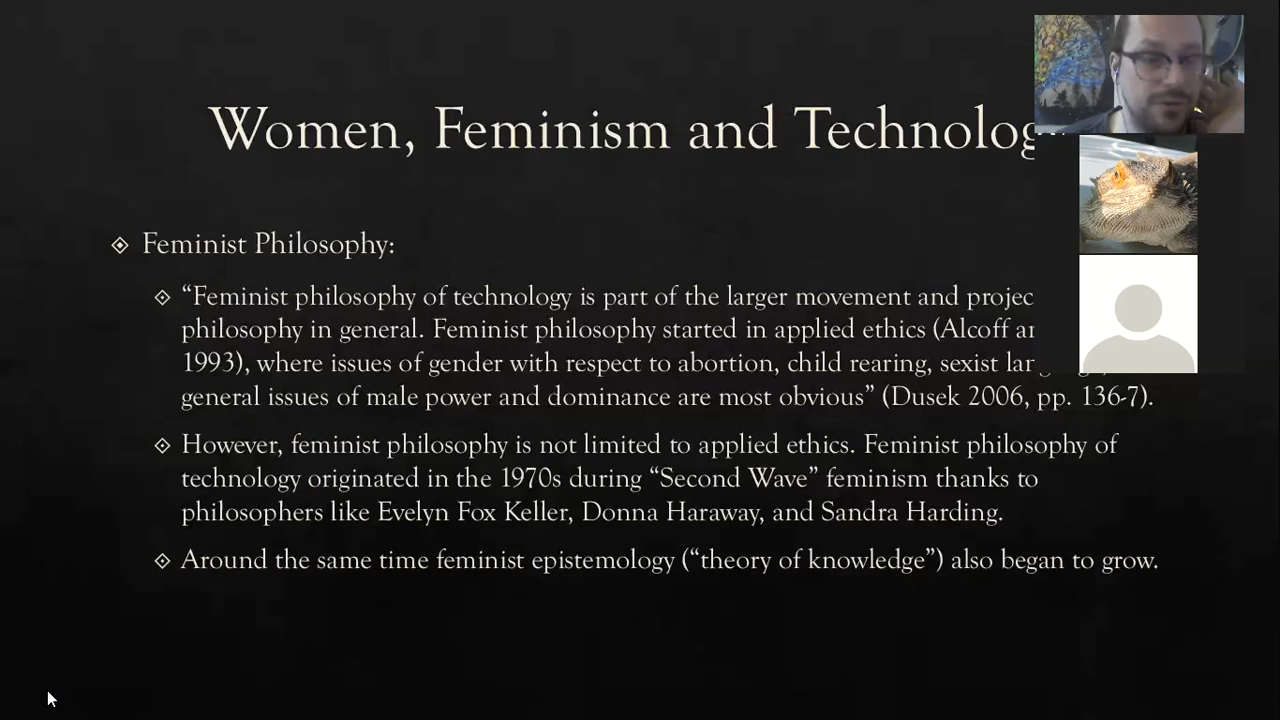 Women, Feminism and
Feminist Philosophy:
“Feminist philosophy of technology is part of the larger movement and
philosophy in general. Feminist philosophy started in applied ethics (Alcoff
1993), where issues of gender with respect to abortion, child rearing, sexist
general issues of male power and dominance are most obvious” (Dusek 2006, pp. 136-7).
However, feminist philosophy is not limited to applied ethics. Feminist philosophy of
technology originated in the 1970s during “Second Wave” feminism thanks to
philosophers like Evelyn Fox Keller, Donna Haraway, and Sandra Harding.
Around the same time feminist epistemology (“theory of knowledge”) also began to grow.